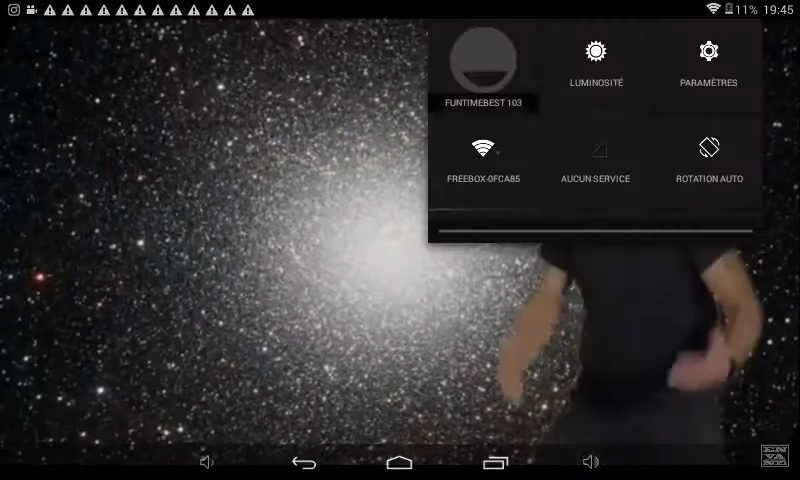 11% 19:45
FUNTIMEBEST 103
LUMINOSITÉ
PARAMÈTRES
FREEBOX-0FCA85
AUCUN SERVICE
ROTATION AUTO